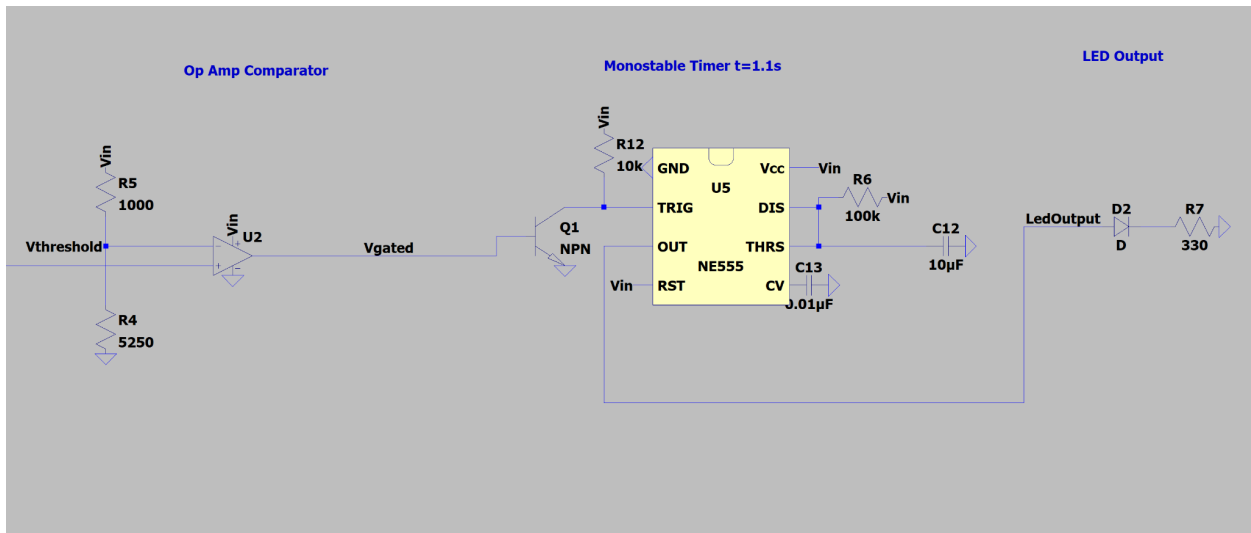 Op Amp Comparator
Monostable Timer t=1.1s
LED Output
Vin
R5
1000
Vthreshold
Vin
U2
+
−
−
+
R4
5250
Vgated
Q1
NPN
Vin
R12
10k
GND
Vcc
Vin
U5
TRIG
DIS
OUT
THRS
NE555
RST
CV
Vin
R6
100k
Vin
C12
10µF
C13
0.01µF
LedOutput
D2
D
R7
330